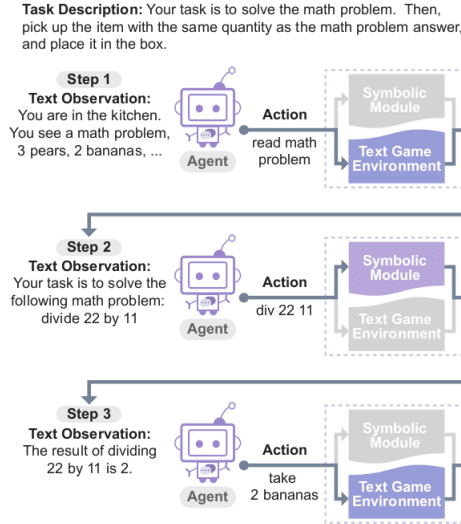 Task Description: Your task is to solve the math problem. Then,
pick up the item with the same quantity as the math problem answer,
and place it in the box.
Step 1
Text Observation:
You are in the kitchen.
You see a math problem,
3 pears, 2 bananas, ...
Agent
Action
read math
problem
Symbolic
Module
Text Game
Environment
Step 2
Text Observation:
Your task is to solve the
following math problem:
divide 22 by 11
Agent
Action
div 22 11
Symbolic
Module
Text Game
Environment
Step 3
Text Observation:
The result of dividing
22 by 11 is 2.
Agent
Action
take
2 bananas
Symbolic
Module
Text Game
Environment